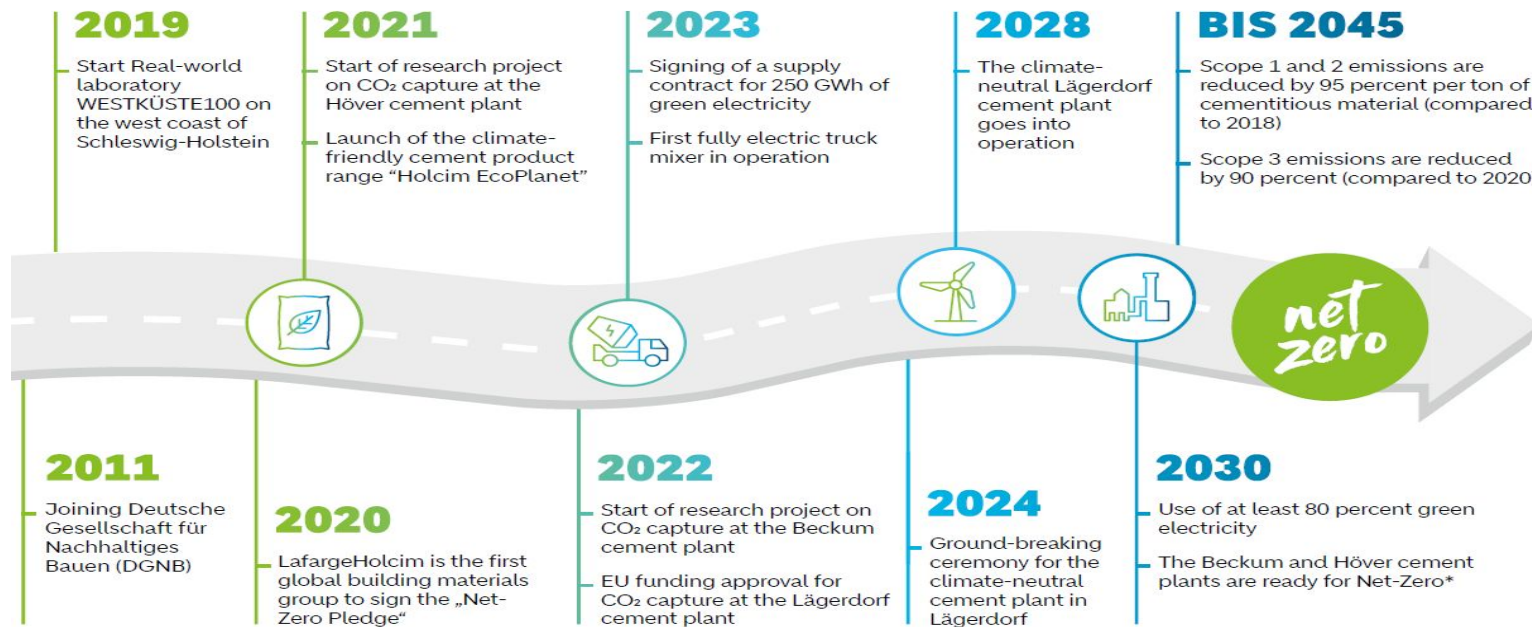 2019
Start Real-world
laboratory
WESTKÜSTE100 on
the west coast of
Schleswig-Holstein
2021
Start of research project
on CO₂ capture at the
Höver cement plant
Launch of the climate-
friendly cement product
range “Holcim EcoPlanet”
2023
Signing of a supply
contract for 250 GWh of
green electricity
First fully electric truck
mixer in operation
2028
The climate-
neutral Lägerdorf
cement plant
goes into
operation
BIS 2045
Scope 1 and 2 emissions are
reduced by 95 percent per ton of
cementitious material (compared
to 2018)
Scope 3 emissions are reduced
by 90 percent (compared to 2020
net
zero
2011
Joining Deutsche
Gesellschaft für
Nachhaltiges
Bauen (DGNB)
2020
LafargeHolcim is the first
global building materials
group to sign the „Net-
Zero Pledge“
2022
Start of research project on
CO₂ capture at the Beckum
cement plant
EU funding approval for
CO₂ capture at the Lägerdorf
cement plant
2024
Ground-breaking
ceremony for the
climate-neutral
cement plant in
Lägerdorf
2030
Use of at least 80 percent green
electricity
The Beckum and Höver cement
plants are ready for Net-Zero*